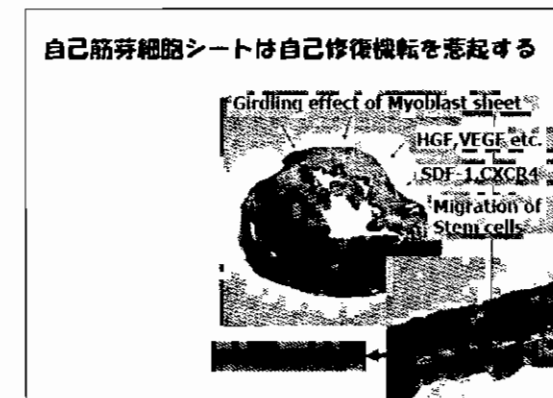 自己筋芽細胞シートは自己修復機転を惹起する
Girdling effect of Myoblast sheet
HGF,VEGF etc.
SDF-1,CXCR4
Migration of
Stem cells